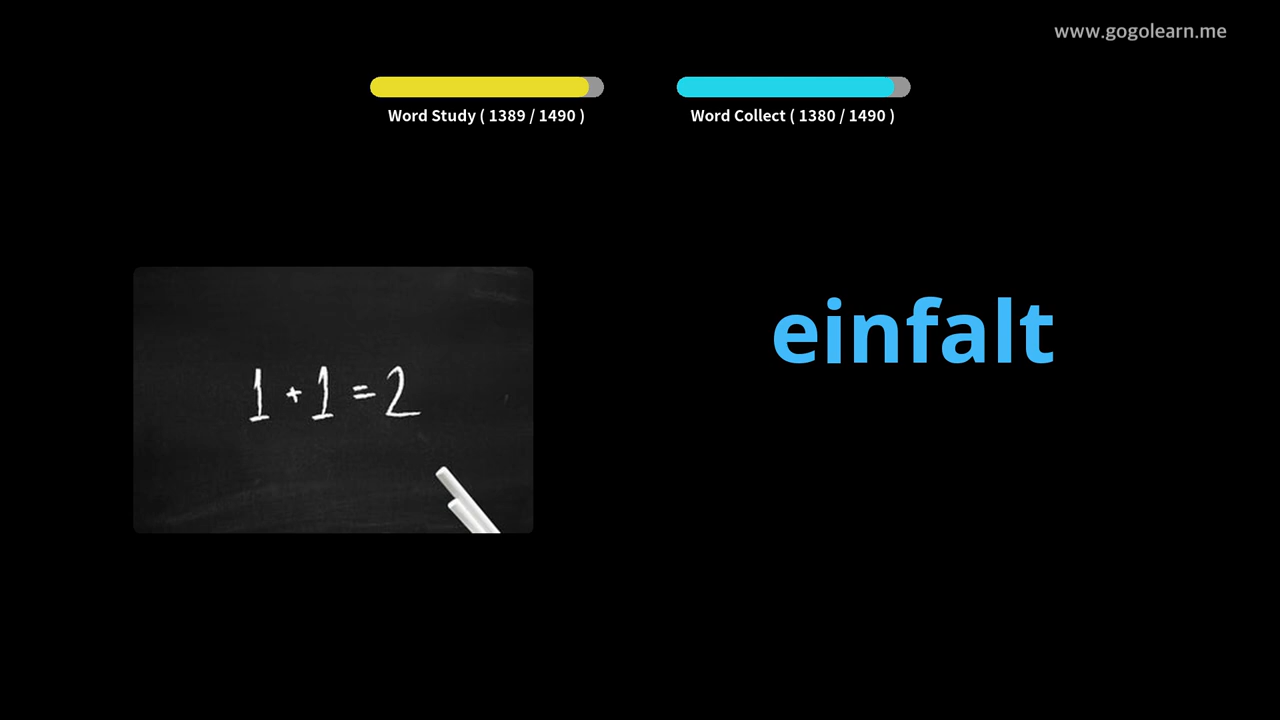 www.gogolearn.me
Word Study ( 1389 / 1490 )
Word Collect ( 1380 / 1490 )
einfalt
1 + 1 = 2